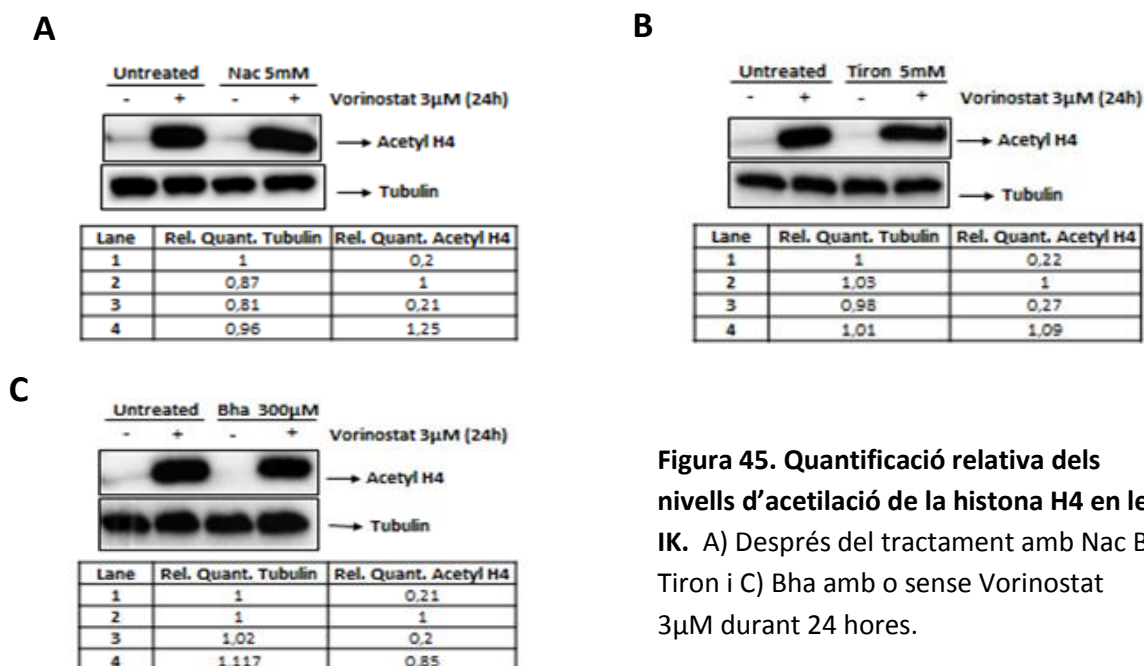 A
Untreated Nac 5mM
- + - + Vorinostat 3µM (24h)
Acetyl H4
Tubulin
Lane Rel. Quant. Tubulin Rel. Quant. Acetyl H4
1 1 0,2
2 0,87 1
3 0,81 0,21
4 0,96 1,25
B
Untreated Tiron 5mM
- + - + Vorinostat 3µM (24h)
Acetyl H4
Tubulin
Lane Rel. Quant. Tubulin Rel. Quant. Acetyl H4
1 1 0,22
2 1,03 1
3 0,98 0,27
4 1,01 1,09
C
Untreated Bha 300µM
- + - + Vorinostat 3µM (24h)
Acetyl H4
Tubulin
Lane Rel. Quant. Tubulin Rel. Quant. Acetyl H4
1 1 0,21
2 1 1
3 1,02 0,2
4 1,117 0,85
Figura 45. Quantificació relativa dels
nivells d'acetilació de la histona H4 en le
IK. A) Després del tractament amb Nac B
Tiron i C) Bha amb o sense Vorinostat
3µM durant 24 hores.